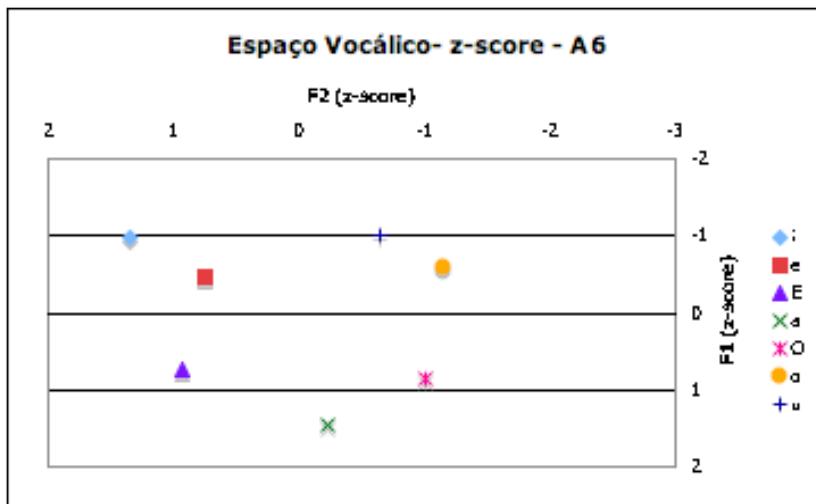 Espaço Vocálico- z-score - A6
F2 (z-score)
2 1 0 -1 -2 -3
-2
-1
0
1
2
F1 (z-score)
i
e
E
a
O
o
u